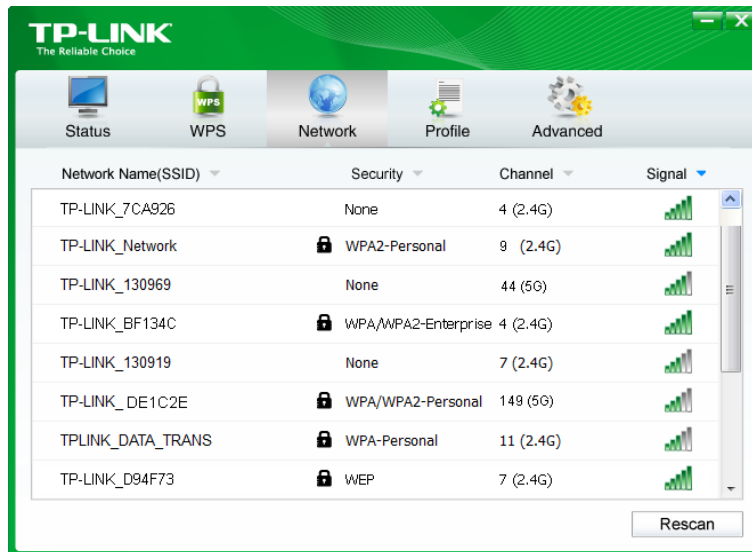 TP-LINK
The Reliable Choice
WPS
Status WPS Network Profile Advanced
Network Name(SSID) Security Channel Signal
TP-LINK_7CA926 None 4 (2.4G)
TP-LINK_Network WPA2-Personal 9 (2.4G)
TP-LINK_130969 None 44 (5G)
TP-LINK_BF134C WPA/WPA2-Enterprise 4 (2.4G)
TP-LINK_130919 None 7 (2.4G)
TP-LINK_ DE1C2E WPA/WPA2-Personal 149 (5G)
TPLINK_DATA_TRANS WPA-Personal 11 (2.4G)
TP-LINK_D94F73 WEP 7 (2.4G)
Rescan